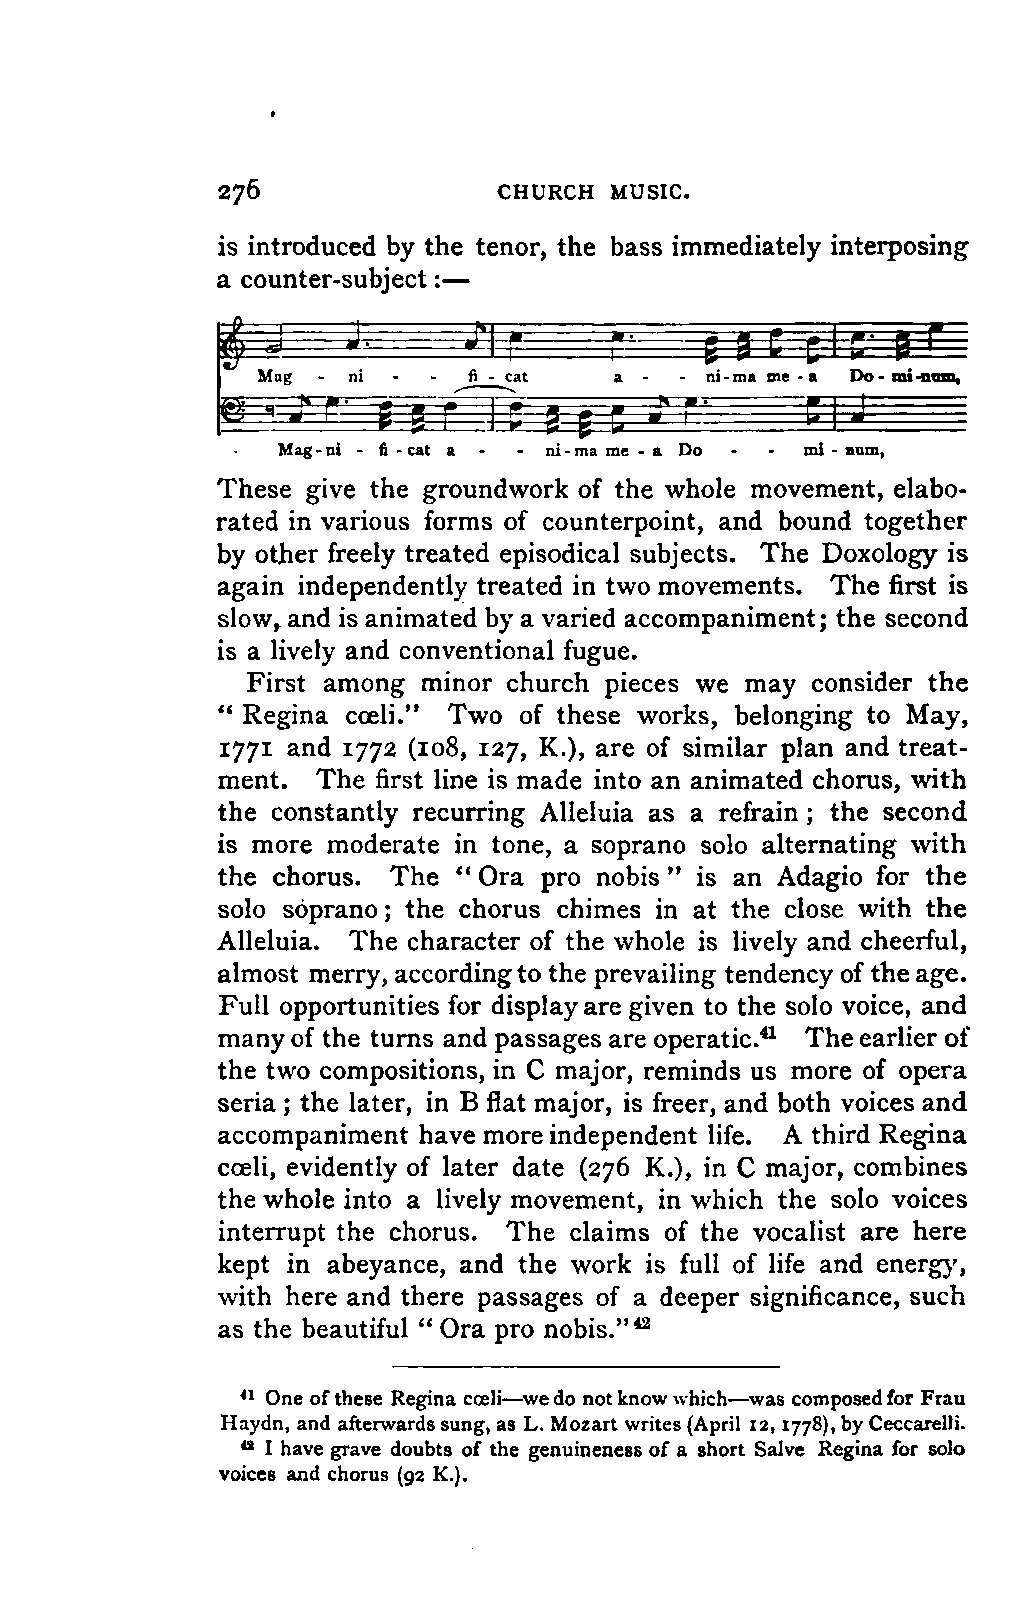 276 CHURCH MUSIC.
is introduced by the tenor, the bass immediately interposing
a counter-subject :—
Mag - ni - - fi - cat a - - ni-ma me - a Do - mi-num,
Mag-ni - fi - cat a - - ni-ma me - a Do - - mi - num,
These give the groundwork of the whole movement, elabo-
rated in various forms of counterpoint, and bound together
by other freely treated episodical subjects. The Doxology is
again independently treated in two movements. The first is
slow, and is animated by a varied accompaniment; the second
is a lively and conventional fugue.
First among minor church pieces we may consider the
“ Regina cœli.” Two of these works, belonging to May,
1771 and 1772 (108, 127, K.), are of similar plan and treat-
ment. The first line is made into an animated chorus, with
the constantly recurring Alleluia as a refrain ; the second
is more moderate in tone, a soprano solo alternating with
the chorus. The “ Ora pro nobis ” is an Adagio for the
solo soprano ; the chorus chimes in at the close with the
Alleluia. The character of the whole is lively and cheerful,
almost merry, according to the prevailing tendency of the age.
Full opportunities for display are given to the solo voice, and
many of the turns and passages are operatic.⁴¹ The earlier of
the two compositions, in C major, reminds us more of opera
seria ; the later, in B flat major, is freer, and both voices and
accompaniment have more independent life. A third Regina
cœli, evidently of later date (276 K.), in C major, combines
the whole into a lively movement, in which the solo voices
interrupt the chorus. The claims of the vocalist are here
kept in abeyance, and the work is full of life and energy,
with here and there passages of a deeper significance, such
as the beautiful “ Ora pro nobis.” ⁴²
⁴¹ One of these Regina cœli—we do not know which—was composed for Frau
Haydn, and afterwards sung, as L. Mozart writes (April 12, 1778), by Ceccarelli.
⁴² I have grave doubts of the genuineness of a short Salve Regina for solo
voices and chorus (92 K.).